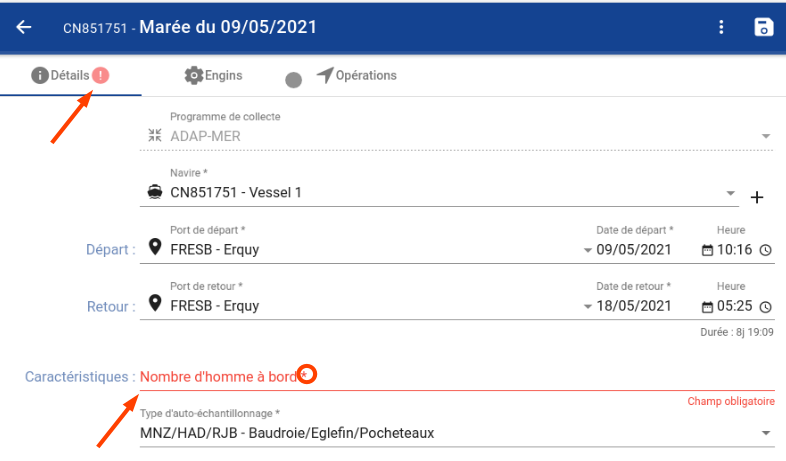 CN851751 - Marée du 09/05/2021
Détails ! Engins Opérations
Programme de collecte
ADAP-MER
Navire *
CN851751 - Vessel 1
Port de départ * Date de départ * Heure
Départ : FRESB - Erquy 09/05/2021 10:16
Port de retour * Date de retour * Heure
Retour : FRESB - Erquy 18/05/2021 05:25
Durée : 8j 19:09
Caractéristiques : Nombre d'homme à bord *
Champ obligatoire
Type d'auto-échantillonnage *
MNZ/HAD/RJB - Baudroie/Eglefin/Pocheteaux